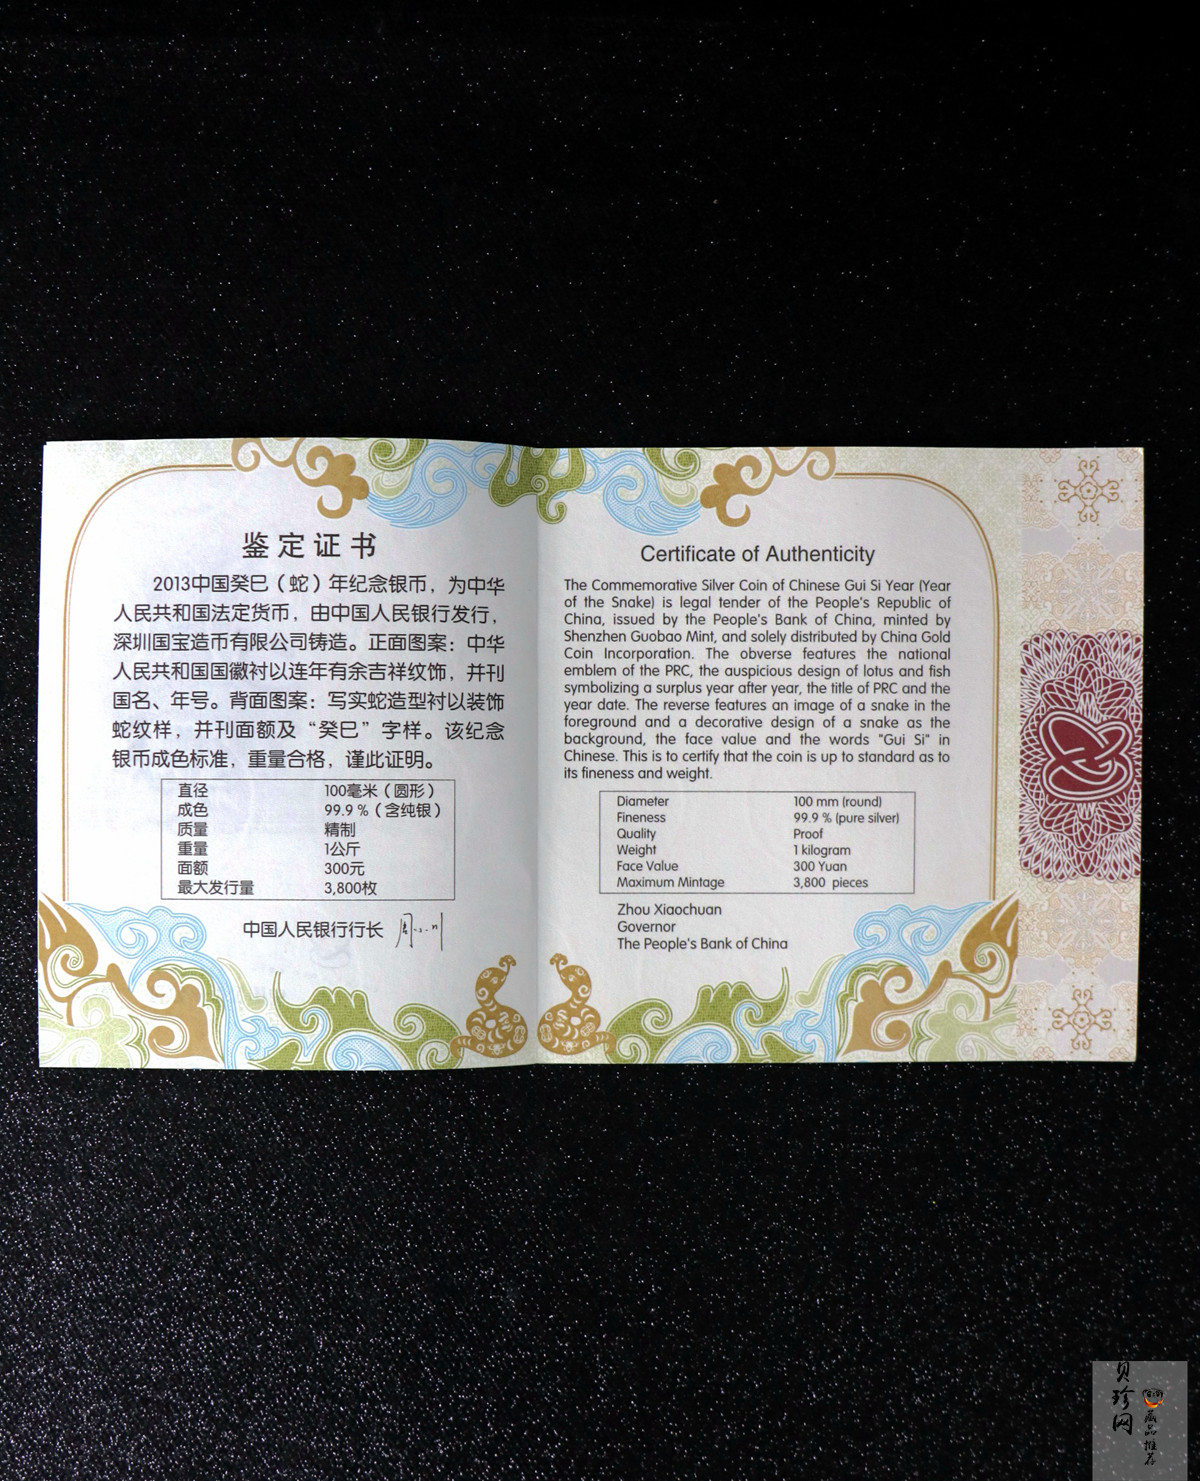 鉴定证书
2013中国癸巳（蛇）年纪念银币，为中华
人民共和国法定货币，由中国人民银行发行，
深圳国宝造币有限公司铸造。正面图案：中华
人民共和国国徽衬以连年有余吉祥纹饰，并刊
国名、年号。背面图案：写实蛇造型衬以装饰
蛇纹样，并刊面额及“癸巳”字样。该纪念
银币成色标准，重量合格，谨此证明。
直径 100毫米（圆形）
成色 99.9％（含纯银）
质量 精制
重量 1公斤
面额 300元
最大发行量 3,800枚
中国人民银行行长 周小川
Certificate of Authenticity
The Commemorative Silver Coin of Chinese Gui Si Year (Year
of the Snake) is legal tender of the People's Republic of
China, issued by the People's Bank of China, minted by
Shenzhen Guobao Mint, and solely distributed by China Gold
Coin Incorporation. The obverse features the national
emblem of the PRC, the auspicious design of lotus and fish
symbolizing a surplus year after year, the title of PRC and the
year date. The reverse features an image of a snake in the
foreground and a decorative design of a snake as the
background, the face value and the words "Gui Si" in
Chinese. This is to certify that the coin is up to standard as to
its fineness and weight.
Diameter 100 mm (round)
Fineness 99.9 % (pure silver)
Quality Proof
Weight 1 kilogram
Face Value 300 Yuan
Maximum Mintage 3,800 pieces
Zhou Xiaochuan
Governor
The People's Bank of China
贝珍网
藏品推荐